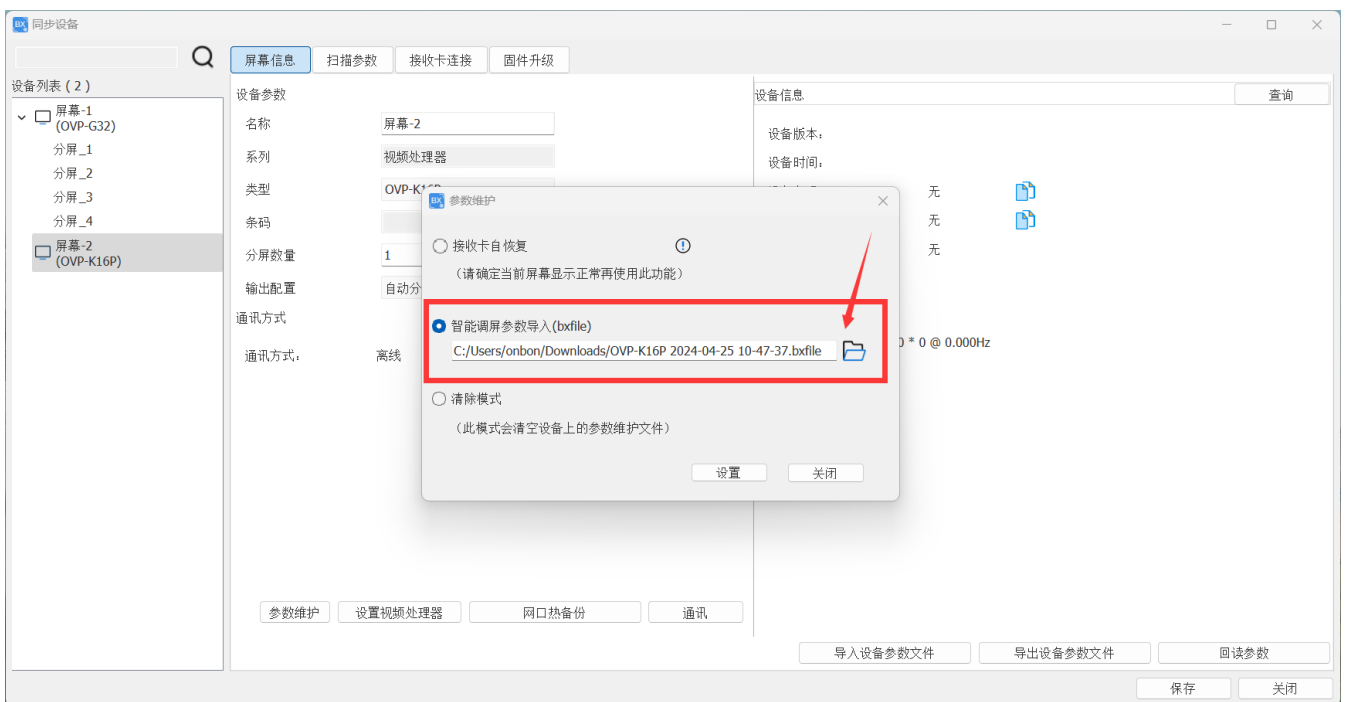 BX 同步设备
屏幕信息 扫描参数 接收卡连接 固件升级
设备列表 ( 2 )
屏幕-1
(OVP-G32)
分屏_1
分屏_2
分屏_3
分屏_4
屏幕-2
(OVP-K16P)
设备参数
名称 屏幕-2
系列 视频处理器
类型
条码
分屏数量 1
输出配置 自动分
通讯方式
通讯方式: 离线
设备信息 查询
设备版本:
设备时间:
无
无
无
0 * 0 @ 0.000Hz
BX 参数维护
接收卡自恢复
(请确定当前屏幕显示正常再使用此功能)
智能调屏参数导入(bxfile)
C:/Users/onbon/Downloads/OVP-K16P 2024-04-25 10-47-37.bxfile
清除模式
(此模式会清空设备上的参数维护文件)
设置 关闭
参数维护 设置视频处理器 网口热备份 通讯
导入设备参数文件 导出设备参数文件 回读参数
保存 关闭